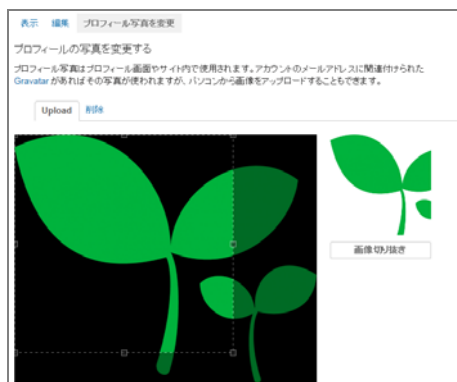 表示 編集 プロフィール写真を変更
プロフィールの写真を変更する
プロフィール写真はプロフィール画面やサイト内で使用されます。アカウントのメールアドレスに関連付けられた
Gravatar があればその写真が使われますが、パソコンから画像をアップロードすることもできます。
Upload 削除
画像切り抜き